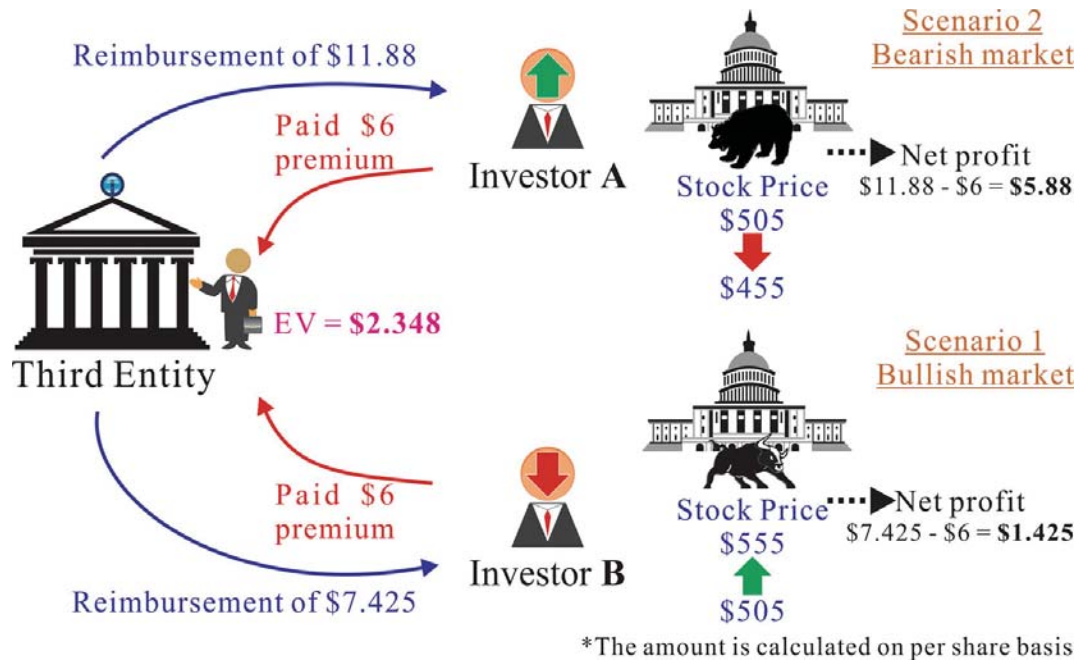 Reimbursement of $11.88
Paid $6
premium
Investor A
Scenario 2
Bearish market
Net profit
$11.88 - $6 = $5.88
Stock Price
$505
$455
EV = $2.348
Third Entity
Paid $6
premium
Investor B
Reimbursement of $7.425
Scenario 1
Bullish market
Net profit
$7.425 - $6 = $1.425
Stock Price
$555
$505
*The amount is calculated on per share basis